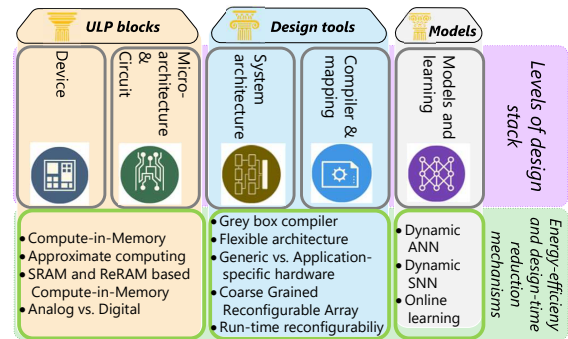 ULP blocks
Design tools
Models
Device
Micro-
architecture
&
Circuit
System
architecture
Compiler &
mapping
Models and
learning
Levels of design
stack
• Compute-in-Memory
• Approximate computing
• SRAM and ReRAM based
Compute-in-Memory
• Analog vs. Digital
• Grey box compiler
• Flexible architecture
• Generic vs. Application-
specific hardware
• Coarse Grained
Reconfigurable Array
• Run-time reconfigurabiliy
• Dynamic
ANN
• Dynamic
SNN
• Online
learning
Energy-efficieny
and design-time
reduction
mechanisms